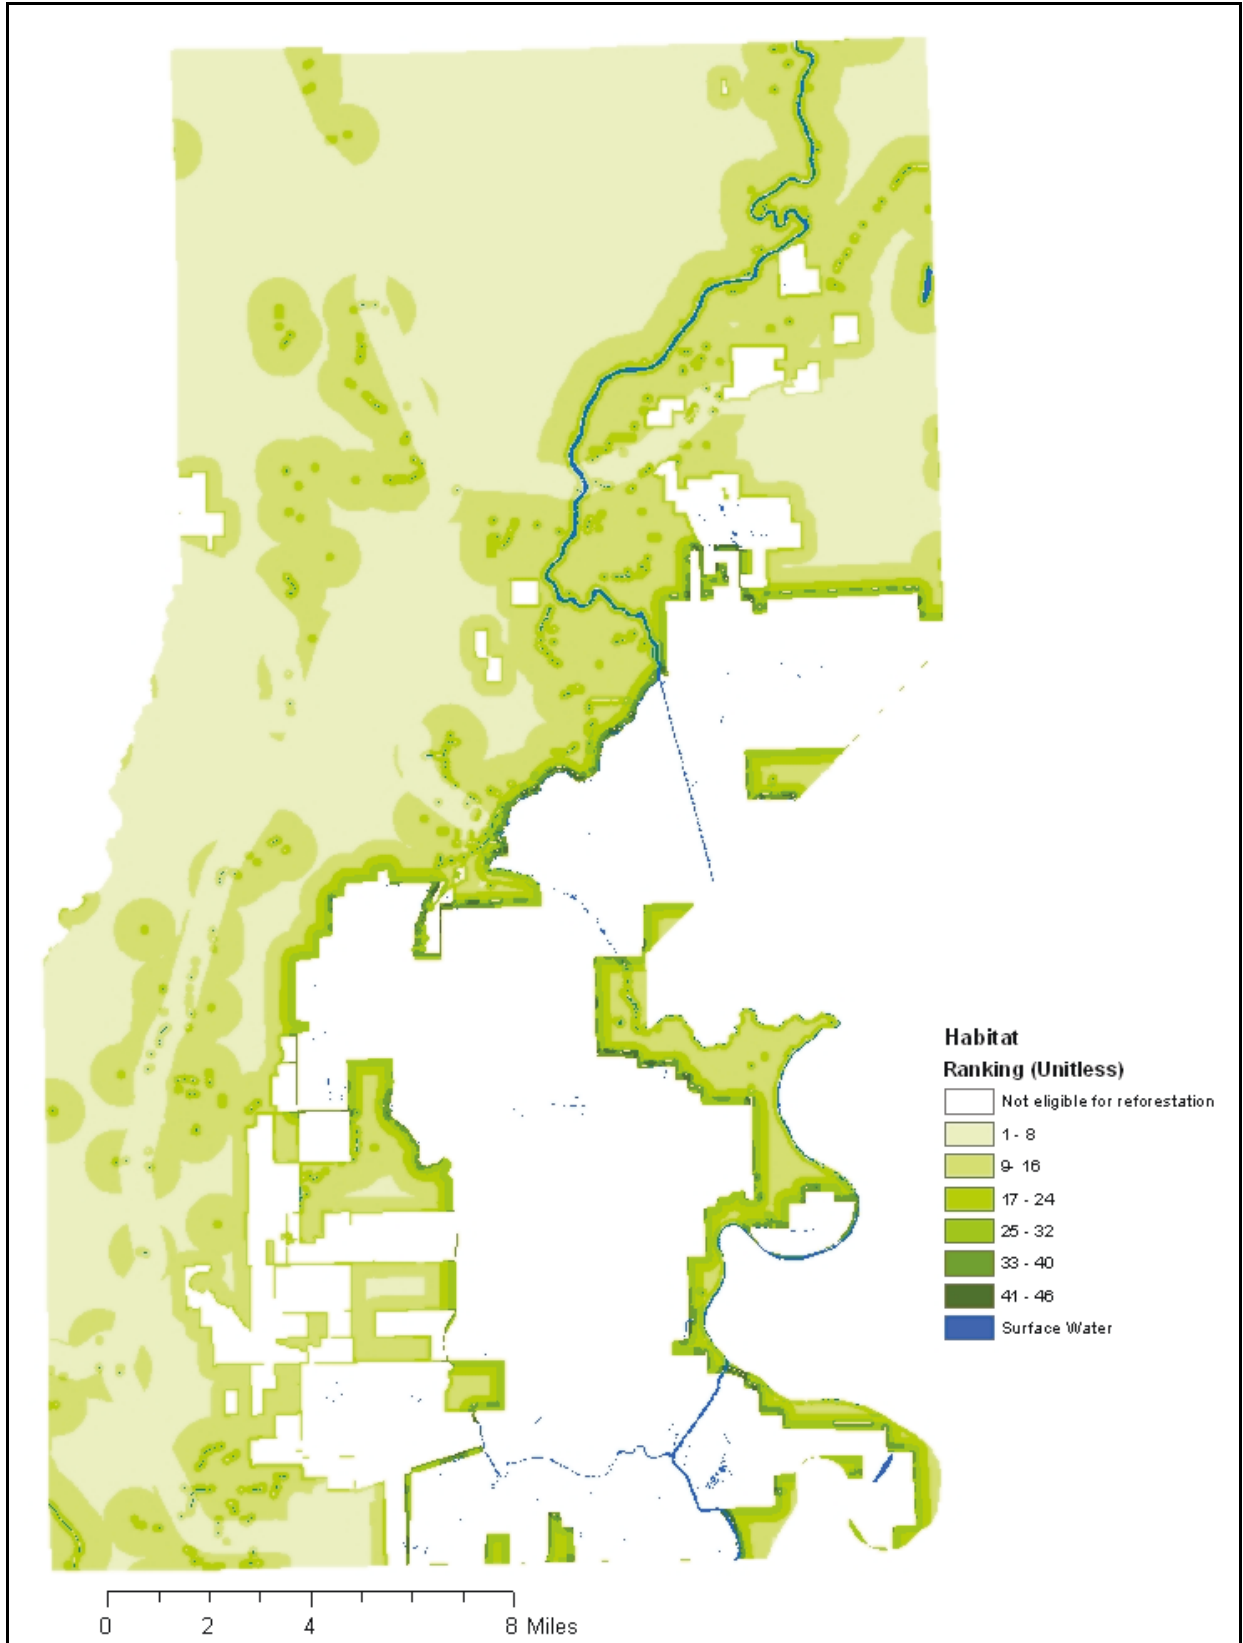 Habitat
Ranking (Unitless)
Not eligible for reforestation
1 - 8
9- 16
17 - 24
25 - 32
33 - 40
41 - 46
Surface Water
0 2 4 8 Miles